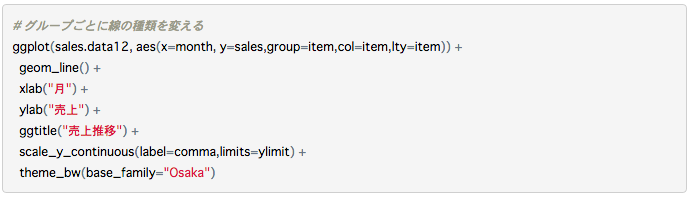 #グループごとに線の種類を変える
ggplot(sales.data12, aes(x=month, y=sales,group=item,col=item,lty=item)) +
  geom_line() +
  xlab("月") +
  ylab("売上") +
  ggtitle("売上推移") +
  scale_y_continuous(label=comma,limits=ylimit) +
  theme_bw(base_family="Osaka")